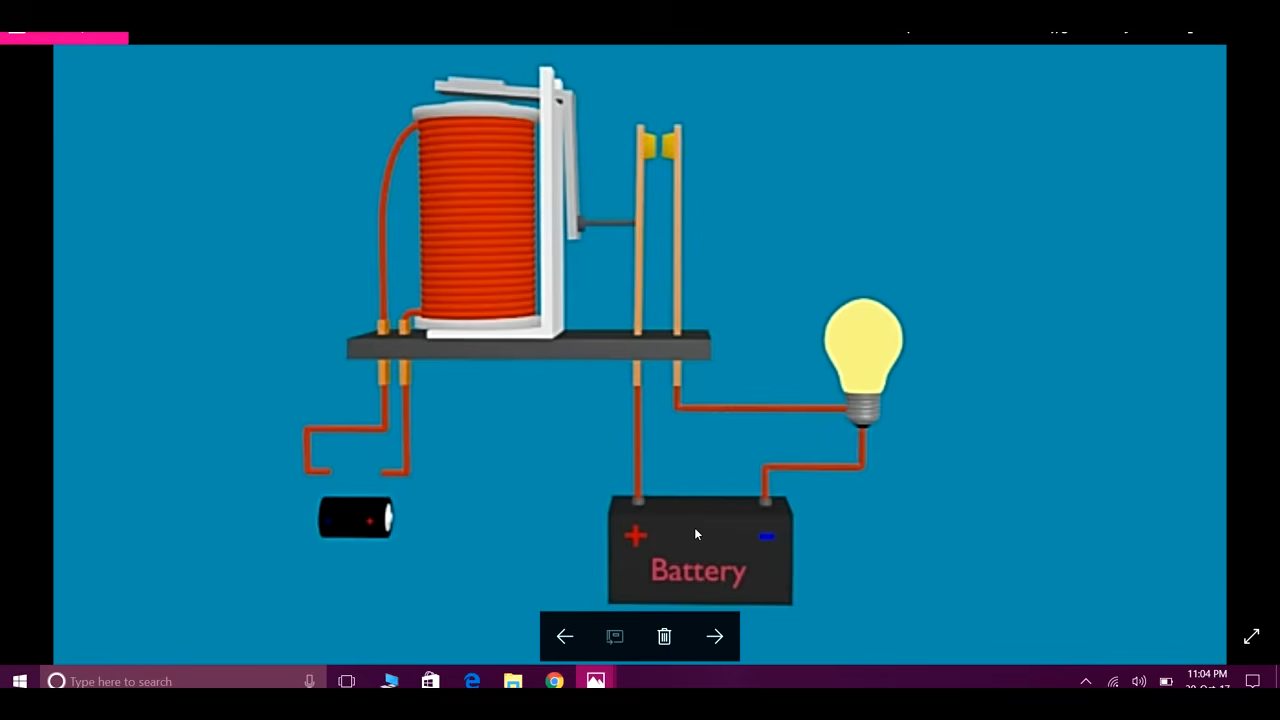 - +
+ -
Battery
Type here to search
11:04 PM